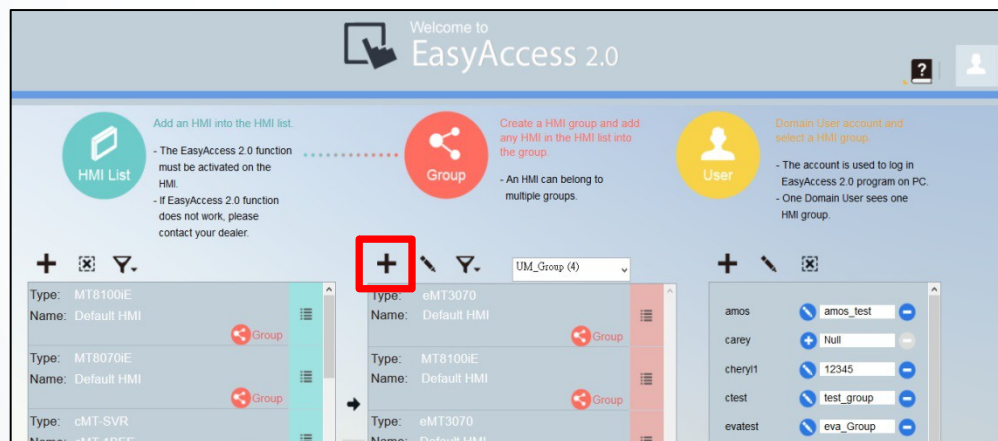 Welcome to
EasyAccess 2.0
?
HMI List
Add an HMI into the HMI list.
- The EasyAccess 2.0 function
must be activated on the
HMI.
- If EasyAccess 2.0 function
does not work, please
contact your dealer.
Group
Create a HMI group and add
any HMI in the HMI list into
the group.
- An HMI can belong to
multiple groups.
User
Domain User account and
select a HMI group.
- The account is used to log in
EasyAccess 2.0 program on PC.
- One Domain User sees one
HMI group.
Type: MT8100iE
Name: Default HMI
Group
Type: MT8070iE
Name: Default HMI
Group
Type: cMT-SVR
Name: cMT-1BEE
UM_Group (4)
Type: eMT3070
Name: Default HMI
Group
Type: MT8100iE
Name: Default HMI
Group
Type: eMT3070
Name: Default HMI
amos amos_test
carey Null
cheryl1 12345
ctest test_group
evatest eva_Group